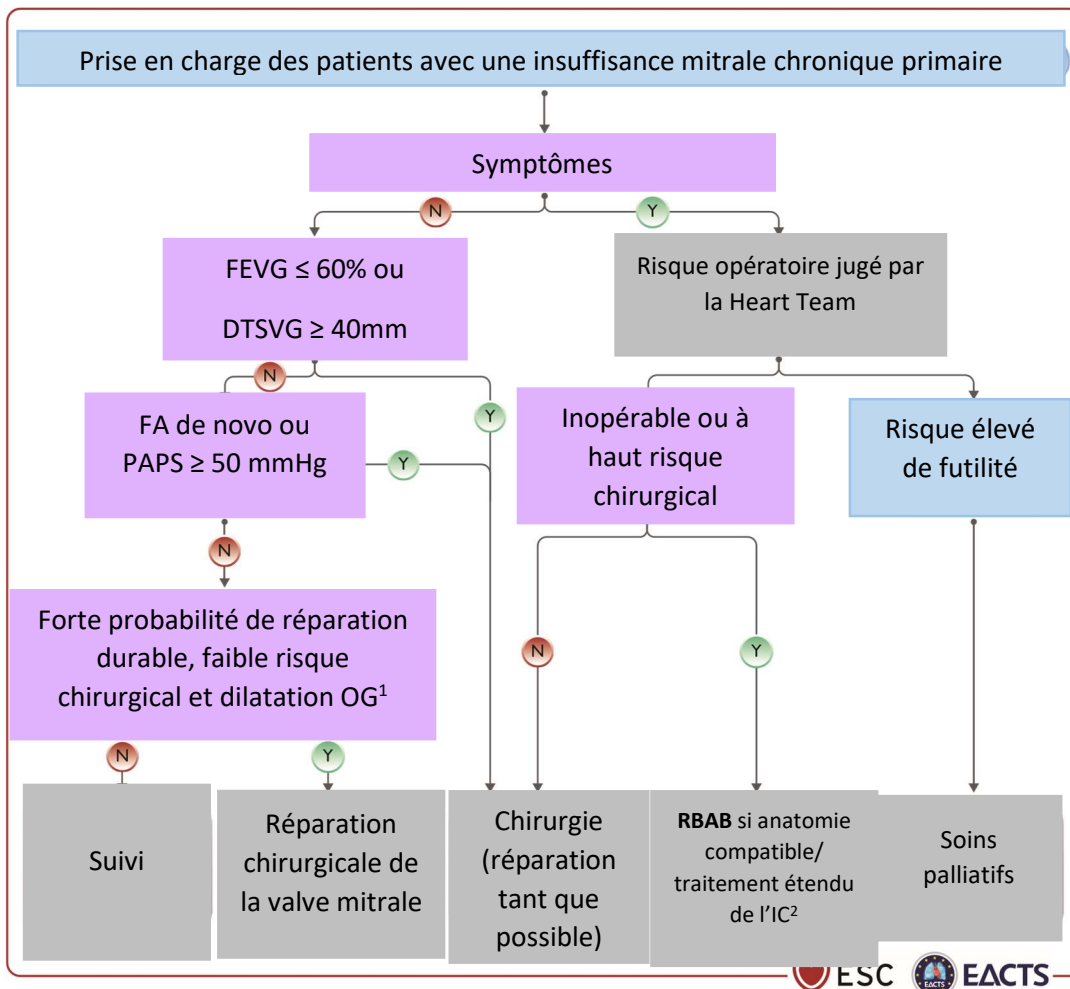 Prise en charge des patients avec une insuffisance mitrale chronique primaire
Symptômes
N
Y
FEVG ≤ 60% ou
DTSVG ≥ 40mm
Risque opératoire jugé par
la Heart Team
N
Y
FA de novo ou
PAPS ≥ 50 mmHg
Y
Inopérable ou à
haut risque
chirurgical
Risque élevé
de futilité
N
Forte probabilité de réparation
durable, faible risque
chirurgical et dilatation OG¹
N
Y
N
Y
Suivi
Réparation
chirurgicale de
la valve mitrale
Chirurgie
(réparation
tant que
possible)
RBAB si anatomie
compatible/
traitement étendu
de l'IC²
Soins
palliatifs
ESC
EACTS
EΔCTS